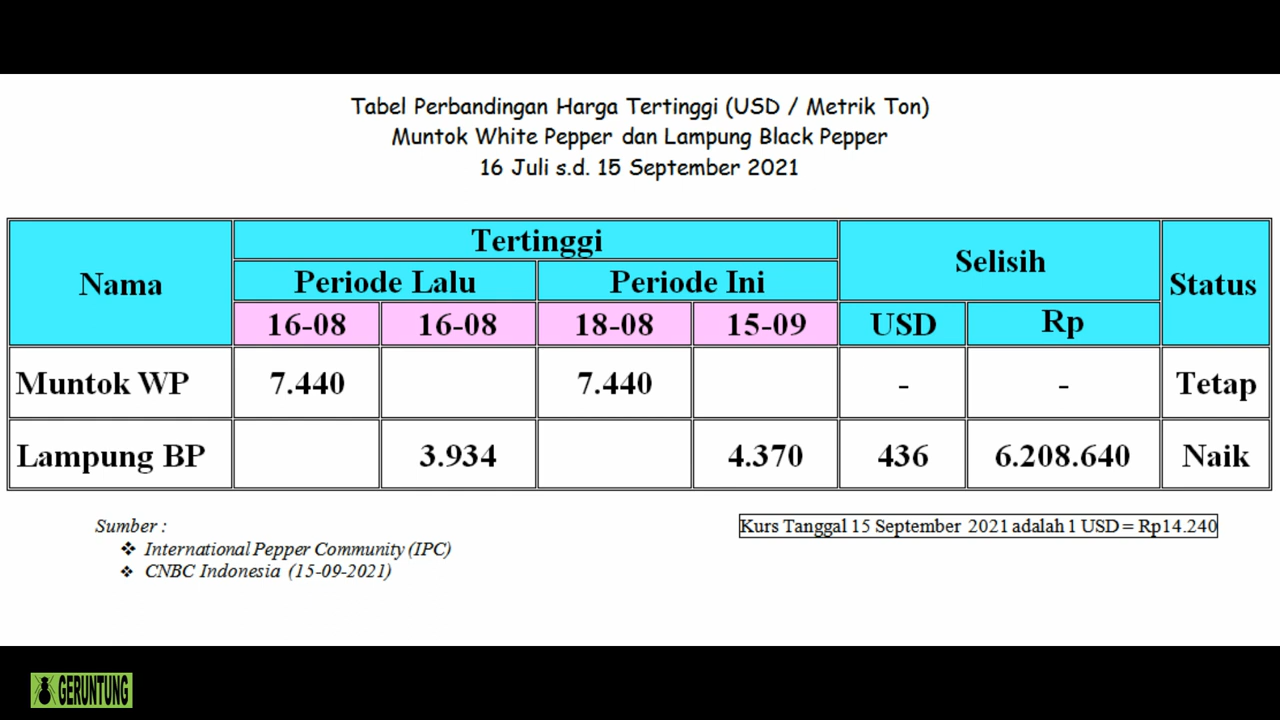 Tabel Perbandingan Harga Tertinggi (USD / Metrik Ton)
Muntok White Pepper dan Lampung Black Pepper
16 Juli s.d. 15 September 2021
Nama
Tertinggi
Selisih
Status
Periode Lalu
Periode Ini
16-08
16-08
18-08
15-09
USD
Rp
Muntok WP
7.440
7.440
-
-
Tetap
Lampung BP
3.934
4.370
436
6.208.640
Naik
Sumber :
❖ International Pepper Community (IPC)
❖ CNBC Indonesia (15-09-2021)
Kurs Tanggal 15 September 2021 adalah 1 USD = Rp14.240
GERUNTUNG